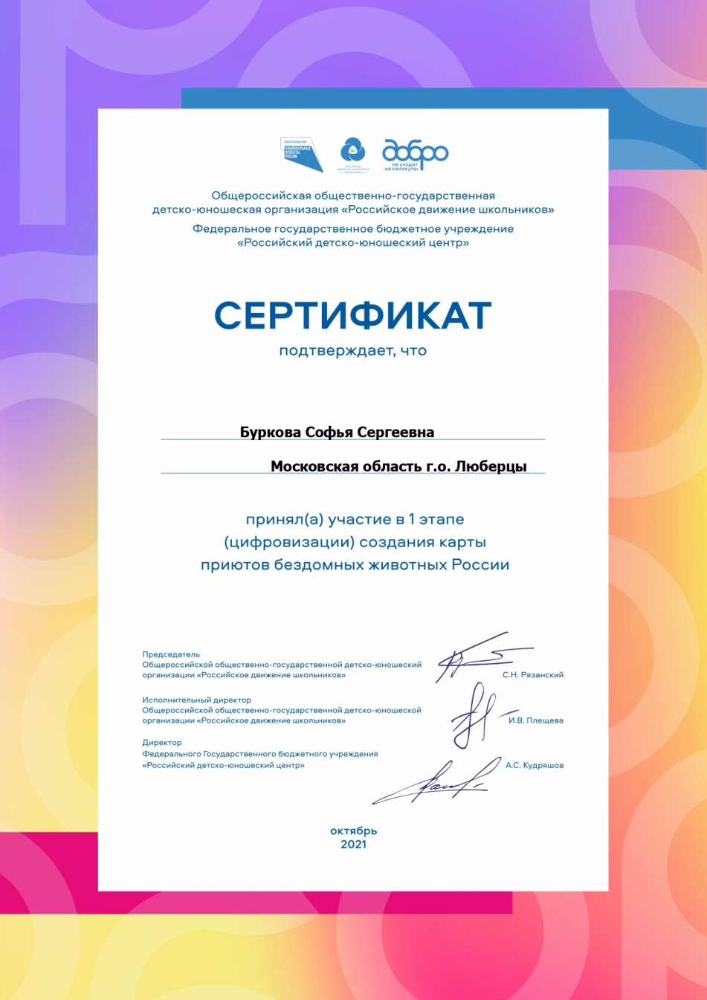 ОБРАЗОВАНИЕ
НАЦИОНАЛЬНЫЕ
ПРОЕКТЫ
РОССИИ
РОССИЙСКОЕ
ДВИЖЕНИЕ ШКОЛЬНИКОВ
добро
не уходит
на каникулы
Общероссийская общественно-государственная
детско-юношеская организация «Российское движение школьников»
Федеральное государственное бюджетное учреждение
«Российский детско-юношеский центр»
СЕРТИФИКАТ
подтверждает, что
Буркова Софья Сергеевна
Московская область г.о. Люберцы
принял(а) участие в 1 этапе
(цифровизации) создания карты
приютов бездомных животных России
Председатель
Общероссийской общественно-государственной детско-юношеский
организации «Российское движение школьников»
С.Н. Рязанский
Исполнительный директор
Общероссийской общественно-государственной детско-юношеской
организации «Российское движение школьников»
И.В. Плещева
Директор
Федерального Государственного бюджетного учреждения
«Российский детско-юношеский центр»
А.С. Кудряшов
октябрь
2021